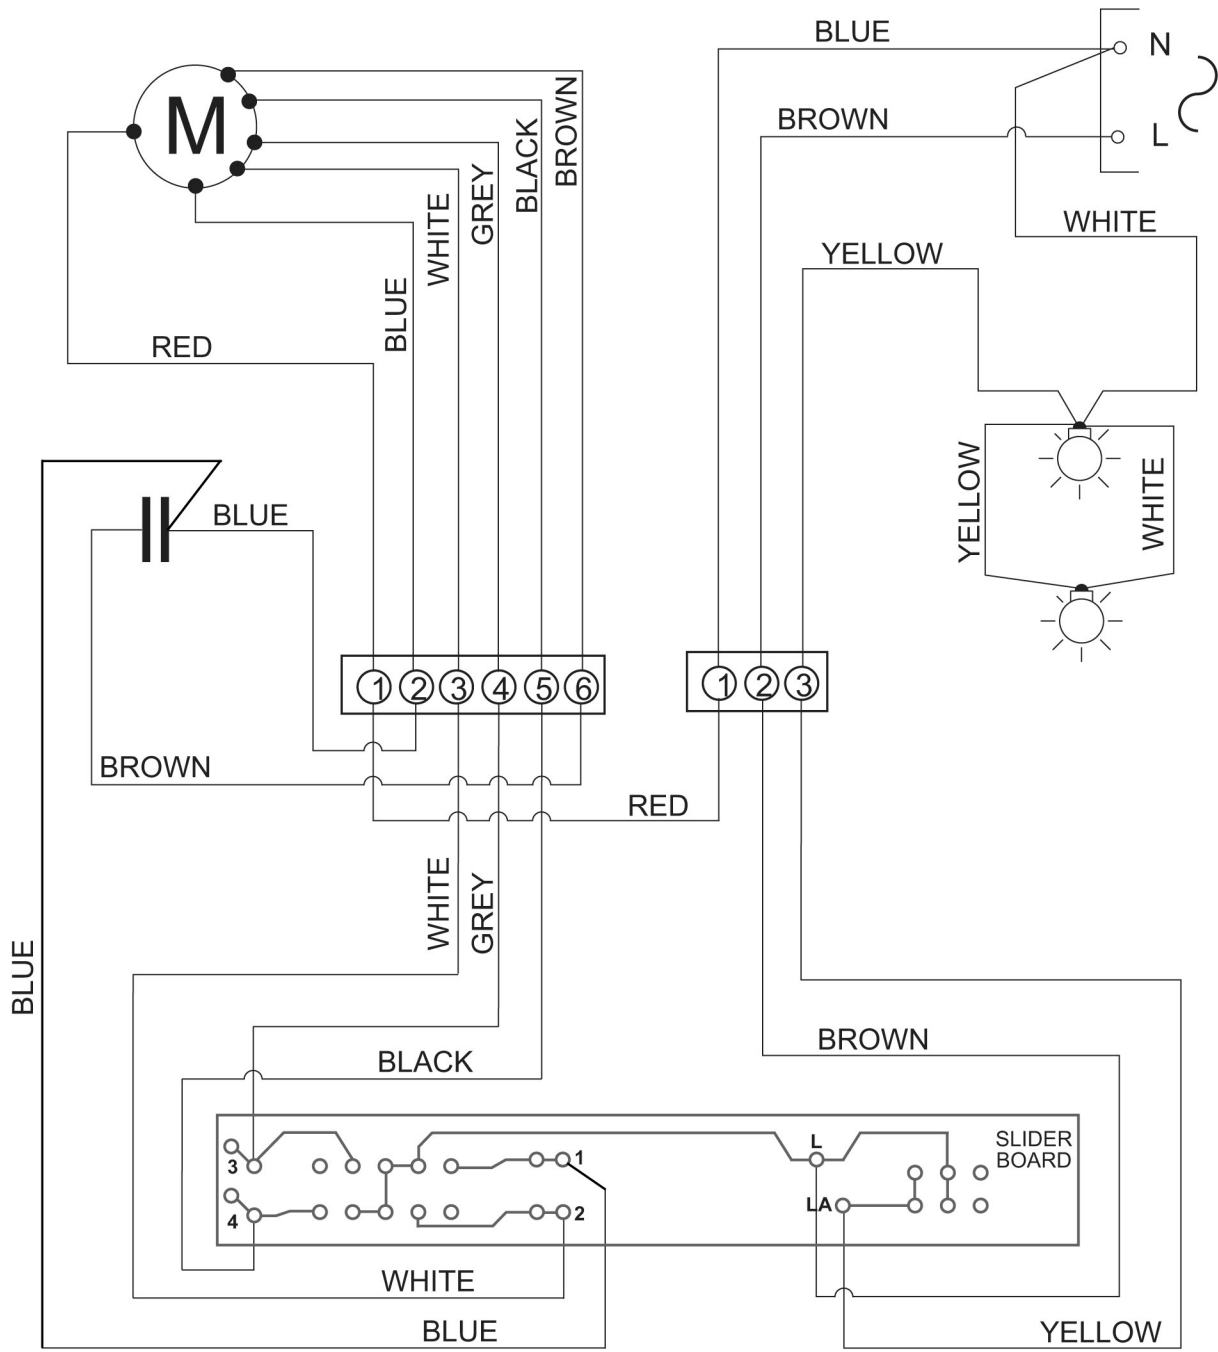 BLUE
N
M
BROWN
BROWN
L
BLACK
GREY
WHITE
WHITE
YELLOW
BLUE
RED
YELLOW
WHITE
BLUE
1 2 3 4 5 6
1 2 3
BROWN
RED
WHITE
GREY
BLUE
BROWN
BLACK
L
SLIDER
BOARD
3
1
LA
4
2
WHITE
BLUE
YELLOW